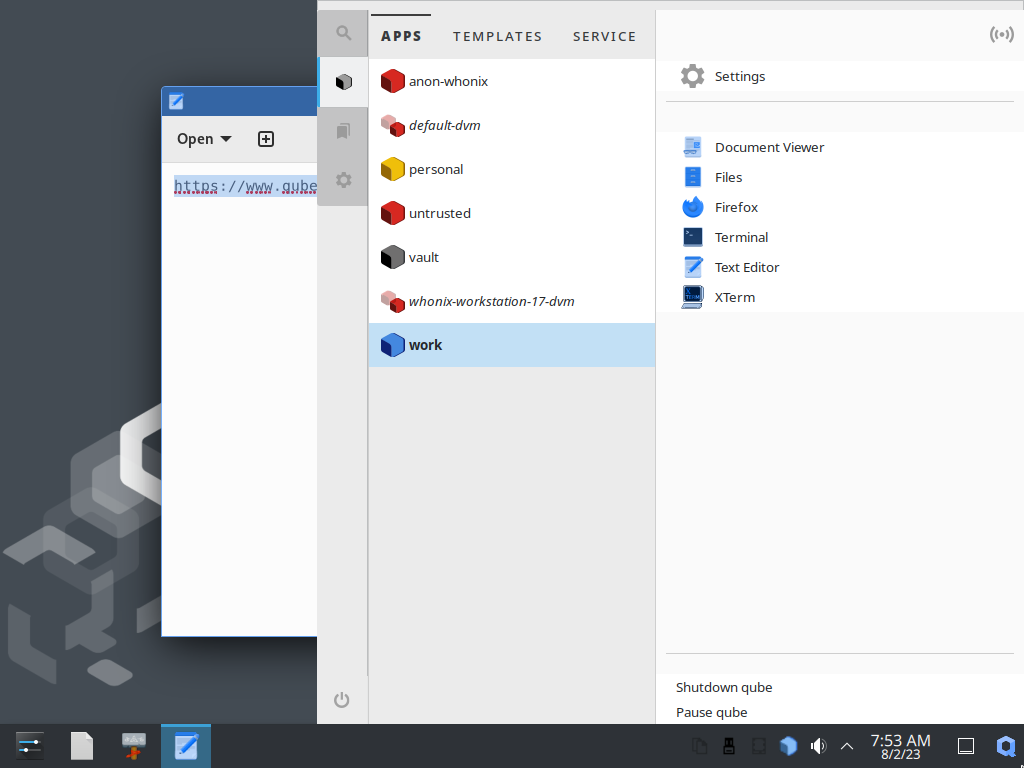 APPS TEMPLATES SERVICE
anon-whonix
default-dvm
personal
untrusted
vault
whonix-workstation-17-dvm
work
Settings
Document Viewer
Files
Firefox
Terminal
Text Editor
XTerm
Shutdown qube
Pause qube
Open
https://www.qube
7:53 AM
8/2/23